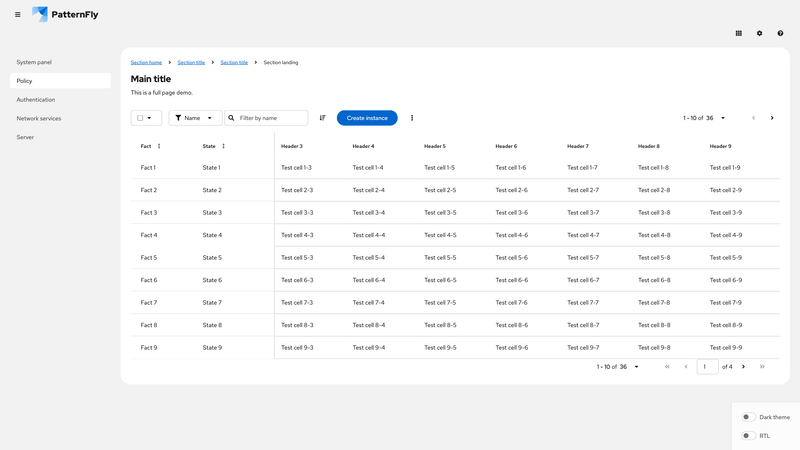 PatternFly
System panel
Policy
Authentication
Network services
Server
Section home Section title Section title Section landing
Main title
This is a full page demo.
Name Filter by name Create instance 1 - 10 of 36
Fact State Header 3 Header 4 Header 5 Header 6 Header 7 Header 8 Header 9
Fact 1 State 1 Test cell 1-3 Test cell 1-4 Test cell 1-5 Test cell 1-6 Test cell 1-7 Test cell 1-8 Test cell 1-9
Fact 2 State 2 Test cell 2-3 Test cell 2-4 Test cell 2-5 Test cell 2-6 Test cell 2-7 Test cell 2-8 Test cell 2-9
Fact 3 State 3 Test cell 3-3 Test cell 3-4 Test cell 3-5 Test cell 3-6 Test cell 3-7 Test cell 3-8 Test cell 3-9
Fact 4 State 4 Test cell 4-3 Test cell 4-4 Test cell 4-5 Test cell 4-6 Test cell 4-7 Test cell 4-8 Test cell 4-9
Fact 5 State 5 Test cell 5-3 Test cell 5-4 Test cell 5-5 Test cell 5-6 Test cell 5-7 Test cell 5-8 Test cell 5-9
Fact 6 State 6 Test cell 6-3 Test cell 6-4 Test cell 6-5 Test cell 6-6 Test cell 6-7 Test cell 6-8 Test cell 6-9
Fact 7 State 7 Test cell 7-3 Test cell 7-4 Test cell 7-5 Test cell 7-6 Test cell 7-7 Test cell 7-8 Test cell 7-9
Fact 8 State 8 Test cell 8-3 Test cell 8-4 Test cell 8-5 Test cell 8-6 Test cell 8-7 Test cell 8-8 Test cell 8-9
Fact 9 State 9 Test cell 9-3 Test cell 9-4 Test cell 9-5 Test cell 9-6 Test cell 9-7 Test cell 9-8 Test cell 9-9
1 - 10 of 36 1 of 4
Dark theme
RTL